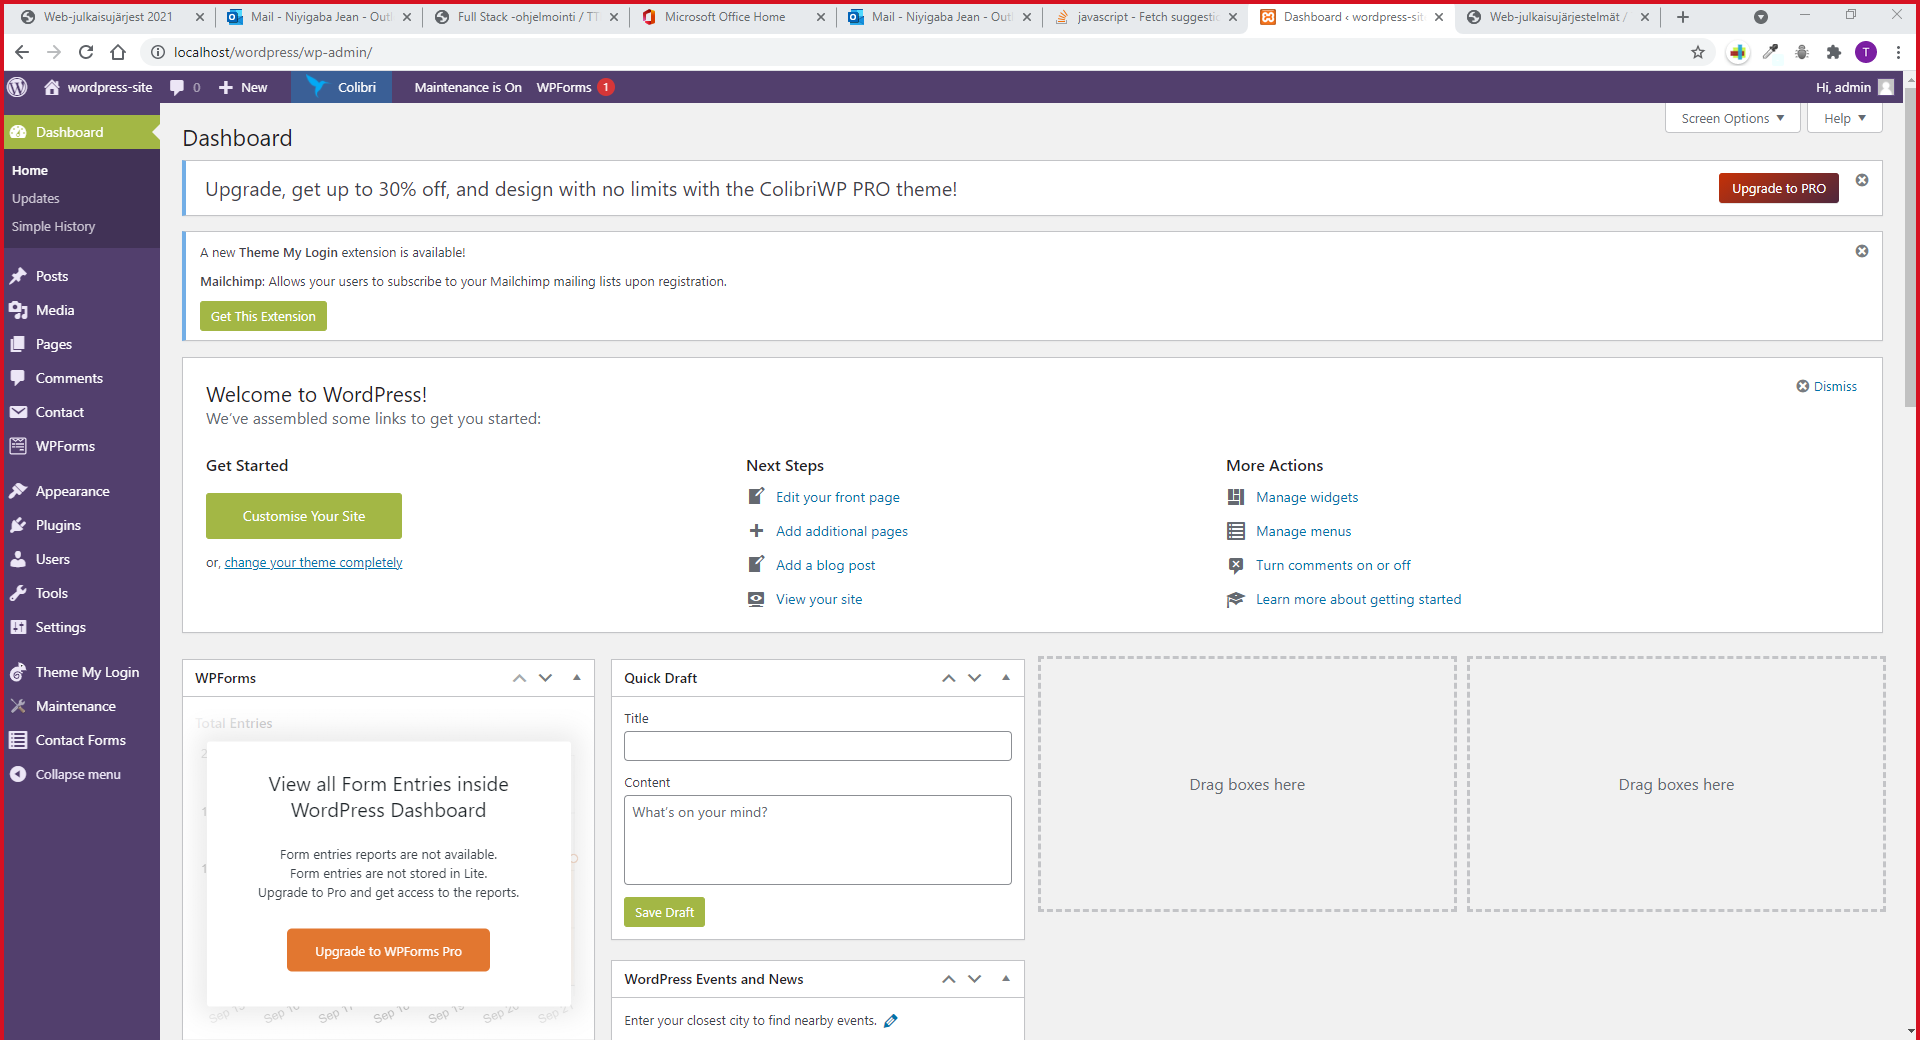 Web-julkaisujärjest 2021
Mail - Niyigaba Jean - Outl
Full Stack -ohjelmointi / TT
Microsoft Office Home
Mail - Niyigaba Jean - Outl
javascript - Fetch suggestic
Dashboard ‹ wordpress-sit
Web-julkaisujärjestelmät /
localhost/wordpress/wp-admin/
T
wordpress-site
0
New
Colibri
Maintenance is On
WPForms
1
Hi, admin
Dashboard
Home
Updates
Simple History
Posts
Media
Pages
Comments
Contact
WPForms
Appearance
Plugins
Users
Tools
Settings
Theme My Login
Maintenance
Contact Forms
Collapse menu
Screen Options
Help
Dashboard
Upgrade, get up to 30% off, and design with no limits with the ColibriWP PRO theme!
Upgrade to PRO
A new Theme My Login extension is available!
Mailchimp: Allows your users to subscribe to your Mailchimp mailing lists upon registration.
Get This Extension
Welcome to WordPress!
We've assembled some links to get you started:
Dismiss
Get Started
Customise Your Site
or, change your theme completely
Next Steps
Edit your front page
Add additional pages
Add a blog post
View your site
More Actions
Manage widgets
Manage menus
Turn comments on or off
Learn more about getting started
WPForms
Total Entries
View all Form Entries inside
WordPress Dashboard
Form entries reports are not available.
Form entries are not stored in Lite.
Upgrade to Pro and get access to the reports.
Upgrade to WPForms Pro
Quick Draft
Title
Content
What's on your mind?
Save Draft
WordPress Events and News
Enter your closest city to find nearby events.
Drag boxes here
Drag boxes here